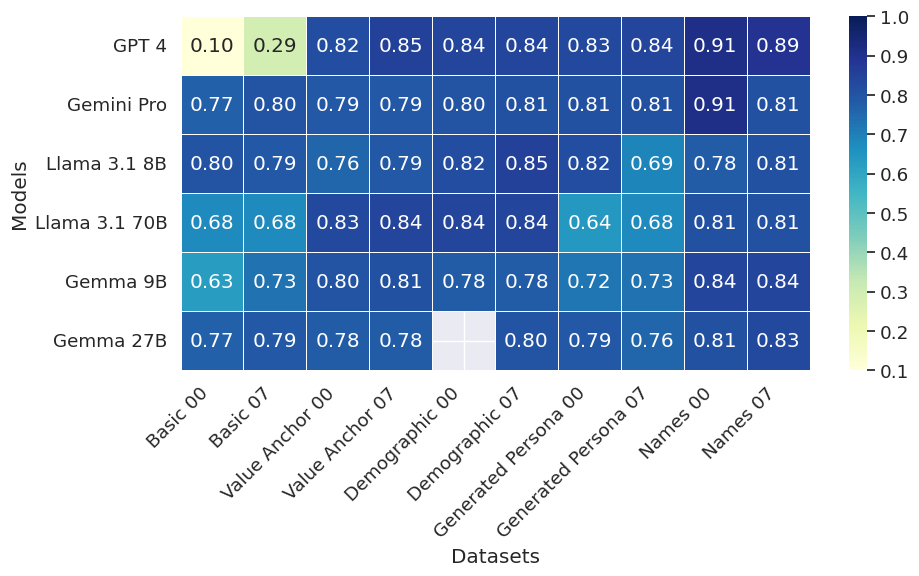 GPT 4 0.10 0.29 0.82 0.85 0.84 0.84 0.83 0.84 0.91 0.89
Gemini Pro 0.77 0.80 0.79 0.79 0.80 0.81 0.81 0.81 0.91 0.81
Llama 3.1 8B 0.80 0.79 0.76 0.79 0.82 0.85 0.82 0.69 0.78 0.81
Llama 3.1 70B 0.68 0.68 0.83 0.84 0.84 0.84 0.64 0.68 0.81 0.81
Gemma 9B 0.63 0.73 0.80 0.81 0.78 0.78 0.72 0.73 0.84 0.84
Gemma 27B 0.77 0.79 0.78 0.78 0.80 0.79 0.76 0.81 0.83
Models
Basic 00
Basic 07
Value Anchor 00
Value Anchor 07
Demographic 00
Demographic 07
Generated Persona 00
Generated Persona 07
Names 00
Names 07
Datasets
1.0
0.9
0.8
0.7
0.6
0.5
0.4
0.3
0.2
0.1